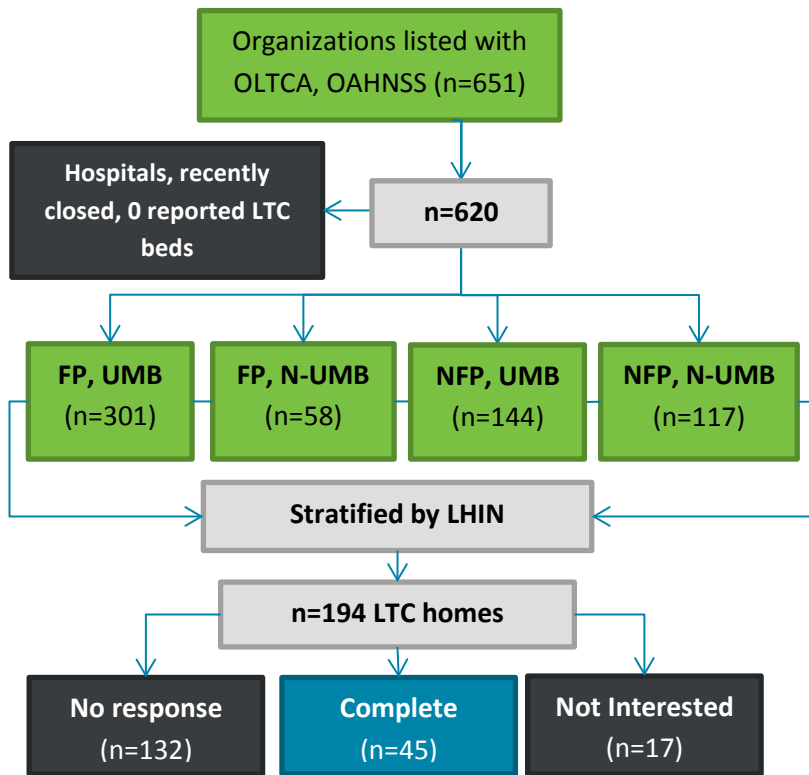 Organizations listed with
OLTCA, OAHNSS (n=651)
Hospitals, recently
closed, 0 reported LTC
beds
n=620
FP, UMB
(n=301)
FP, N-UMB
(n=58)
NFP, UMB
(n=144)
NFP, N-UMB
(n=117)
Stratified by LHIN
n=194 LTC homes
No response
(n=132)
Complete
(n=45)
Not Interested
(n=17)